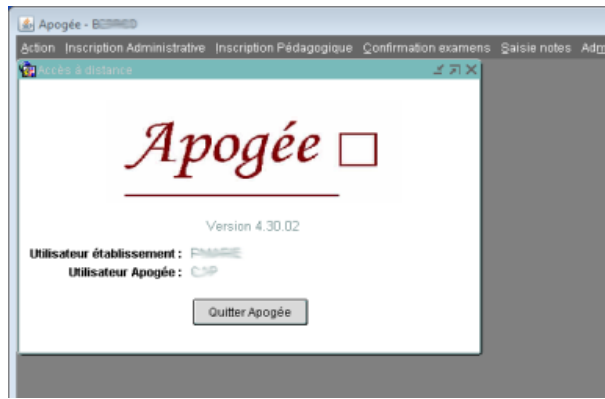 Apogée -
Action Inscription Administrative Inscription Pédagogique Confirmation examens Saisie notes
Accès à distance
Apogée
Version 4.30.02
Utilisateur établissement :
Utilisateur Apogée :
Quitter Apogée